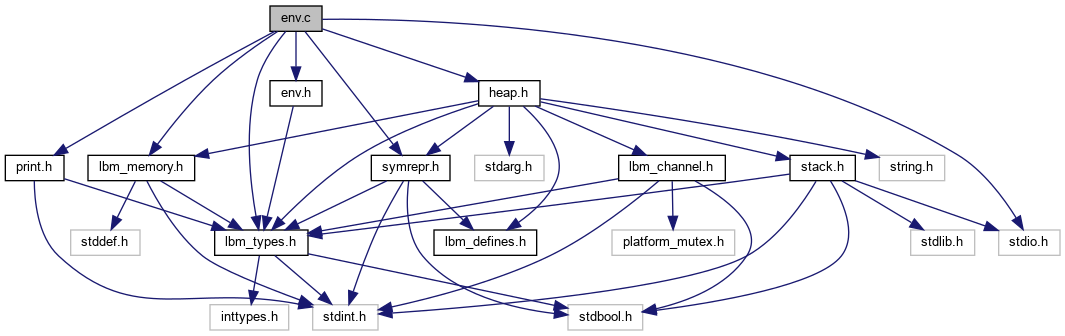 env.c
env.h
heap.h
print.h
lbm_memory.h
symrepr.h
stdarg.h
lbm_channel.h
stack.h
string.h
stddef.h
lbm_types.h
lbm_defines.h
platform_mutex.h
stdlib.h
stdio.h
inttypes.h
stdint.h
stdbool.h